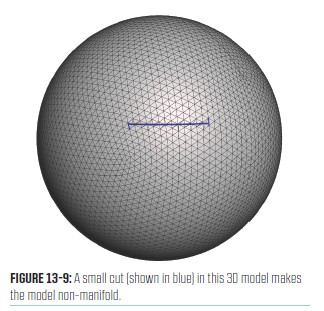 FIGURE 13-9: A small cut (shown in blue) in this 3D model makes
the model non-manifold.